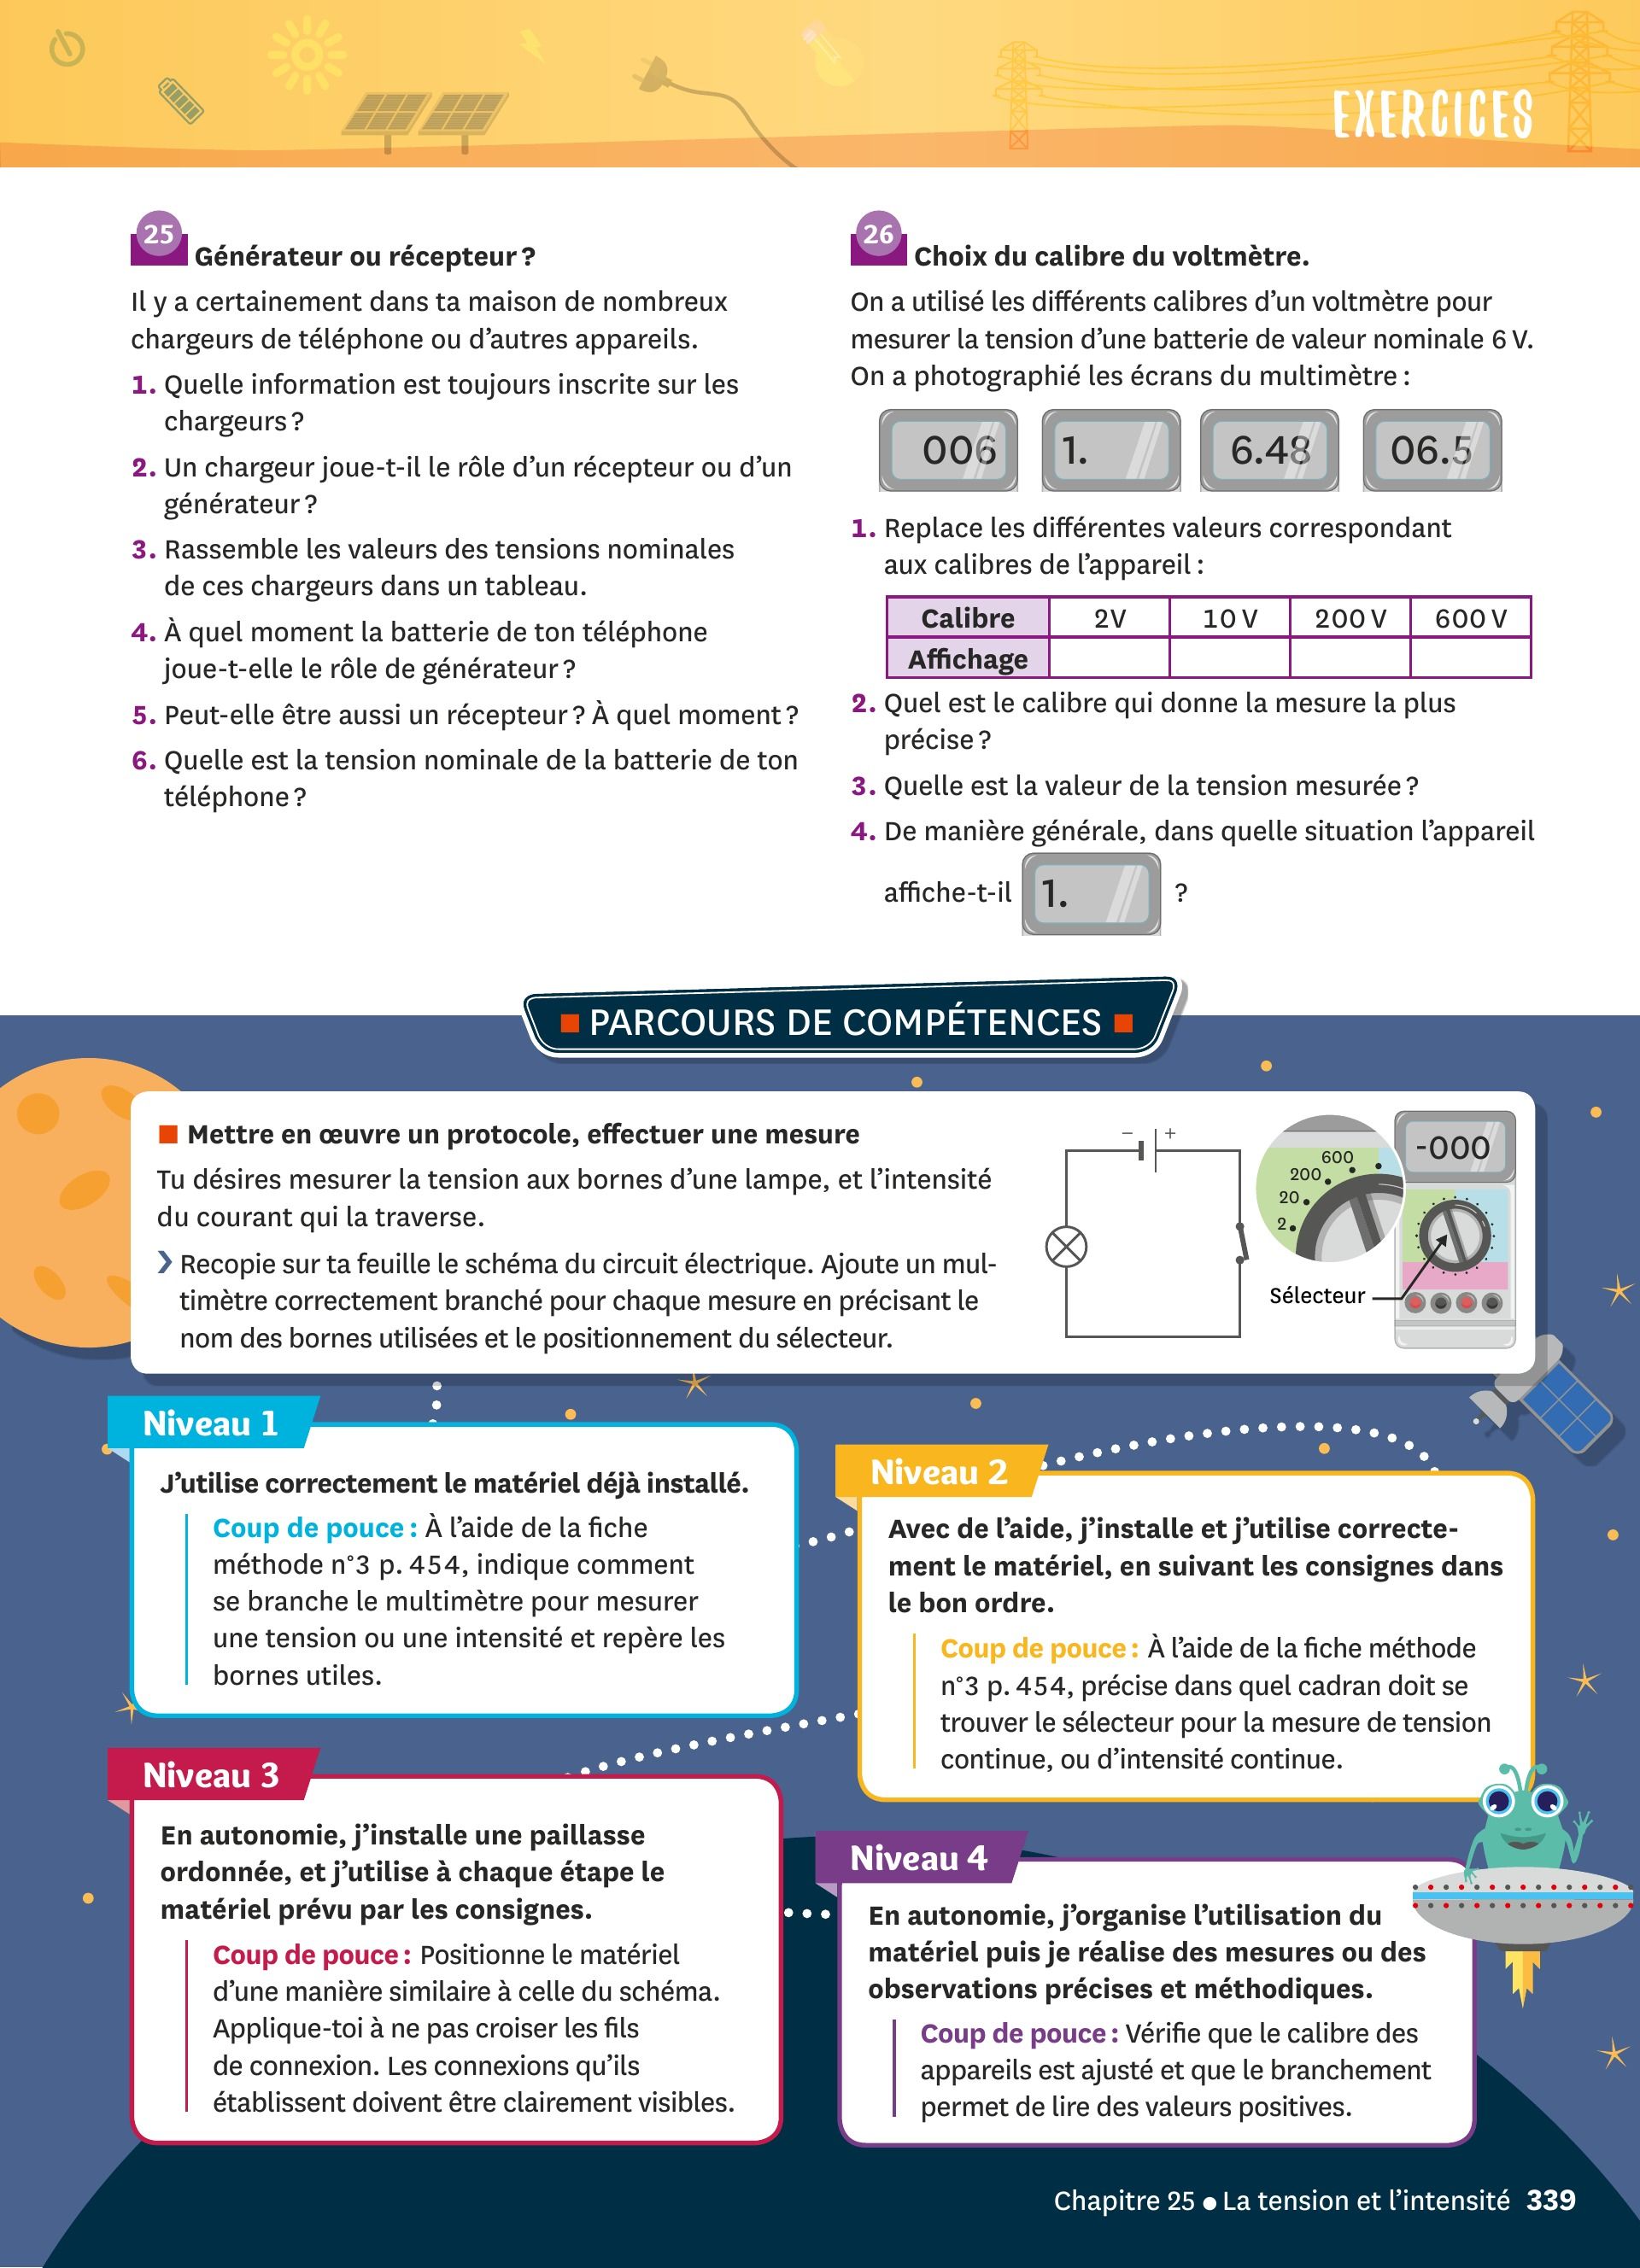 EXERCICES
25 Générateur ou récepteur ?
Il y a certainement dans ta maison de nombreux
chargeurs de téléphone ou d’autres appareils.
1. Quelle information est toujours inscrite sur les
chargeurs ?
2. Un chargeur joue-t-il le rôle d’un récepteur ou d’un
générateur ?
3. Rassemble les valeurs des tensions nominales
de ces chargeurs dans un tableau.
4. À quel moment la batterie de ton téléphone
joue-t-elle le rôle de générateur ?
5. Peut-elle être aussi un récepteur ? À quel moment ?
6. Quelle est la tension nominale de la batterie de ton
téléphone ?
26 Choix du calibre du voltmètre.
On a utilisé les différents calibres d’un voltmètre pour
mesurer la tension d’une batterie de valeur nominale 6 V.
On a photographié les écrans du multimètre :
006 1. 6.48 06.5
1. Replace les différentes valeurs correspondant
aux calibres de l’appareil :
Calibre 2V 10 V 200 V 600 V
Affichage
2. Quel est le calibre qui donne la mesure la plus
précise ?
3. Quelle est la valeur de la tension mesurée ?
4. De manière générale, dans quelle situation l’appareil
affiche-t-il 1. ?
PARCOURS DE COMPÉTENCES
Mettre en œuvre un protocole, effectuer une mesure
Tu désires mesurer la tension aux bornes d’une lampe, et l’intensité
du courant qui la traverse.
Recopie sur ta feuille le schéma du circuit électrique. Ajoute un mul-
timètre correctement branché pour chaque mesure en précisant le
nom des bornes utilisées et le positionnement du sélecteur.
− +
600
200
20
2
-000
Sélecteur
Niveau 1
J’utilise correctement le matériel déjà installé.
Coup de pouce : À l’aide de la fiche
méthode n°3 p. 454, indique comment
se branche le multimètre pour mesurer
une tension ou une intensité et repère les
bornes utiles.
Niveau 2
Avec de l’aide, j’installe et j’utilise correcte-
ment le matériel, en suivant les consignes dans
le bon ordre.
Coup de pouce : À l’aide de la fiche méthode
n°3 p. 454, précise dans quel cadran doit se
trouver le sélecteur pour la mesure de tension
continue, ou d’intensité continue.
Niveau 3
En autonomie, j’installe une paillasse
ordonnée, et j’utilise à chaque étape le
matériel prévu par les consignes.
Coup de pouce : Positionne le matériel
d’une manière similaire à celle du schéma.
Applique-toi à ne pas croiser les fils
de connexion. Les connexions qu’ils
établissent doivent être clairement visibles.
Niveau 4
En autonomie, j’organise l’utilisation du
matériel puis je réalise des mesures ou des
observations précises et méthodiques.
Coup de pouce : Vérifie que le calibre des
appareils est ajusté et que le branchement
permet de lire des valeurs positives.
Chapitre 25 ● La tension et l’intensité 339